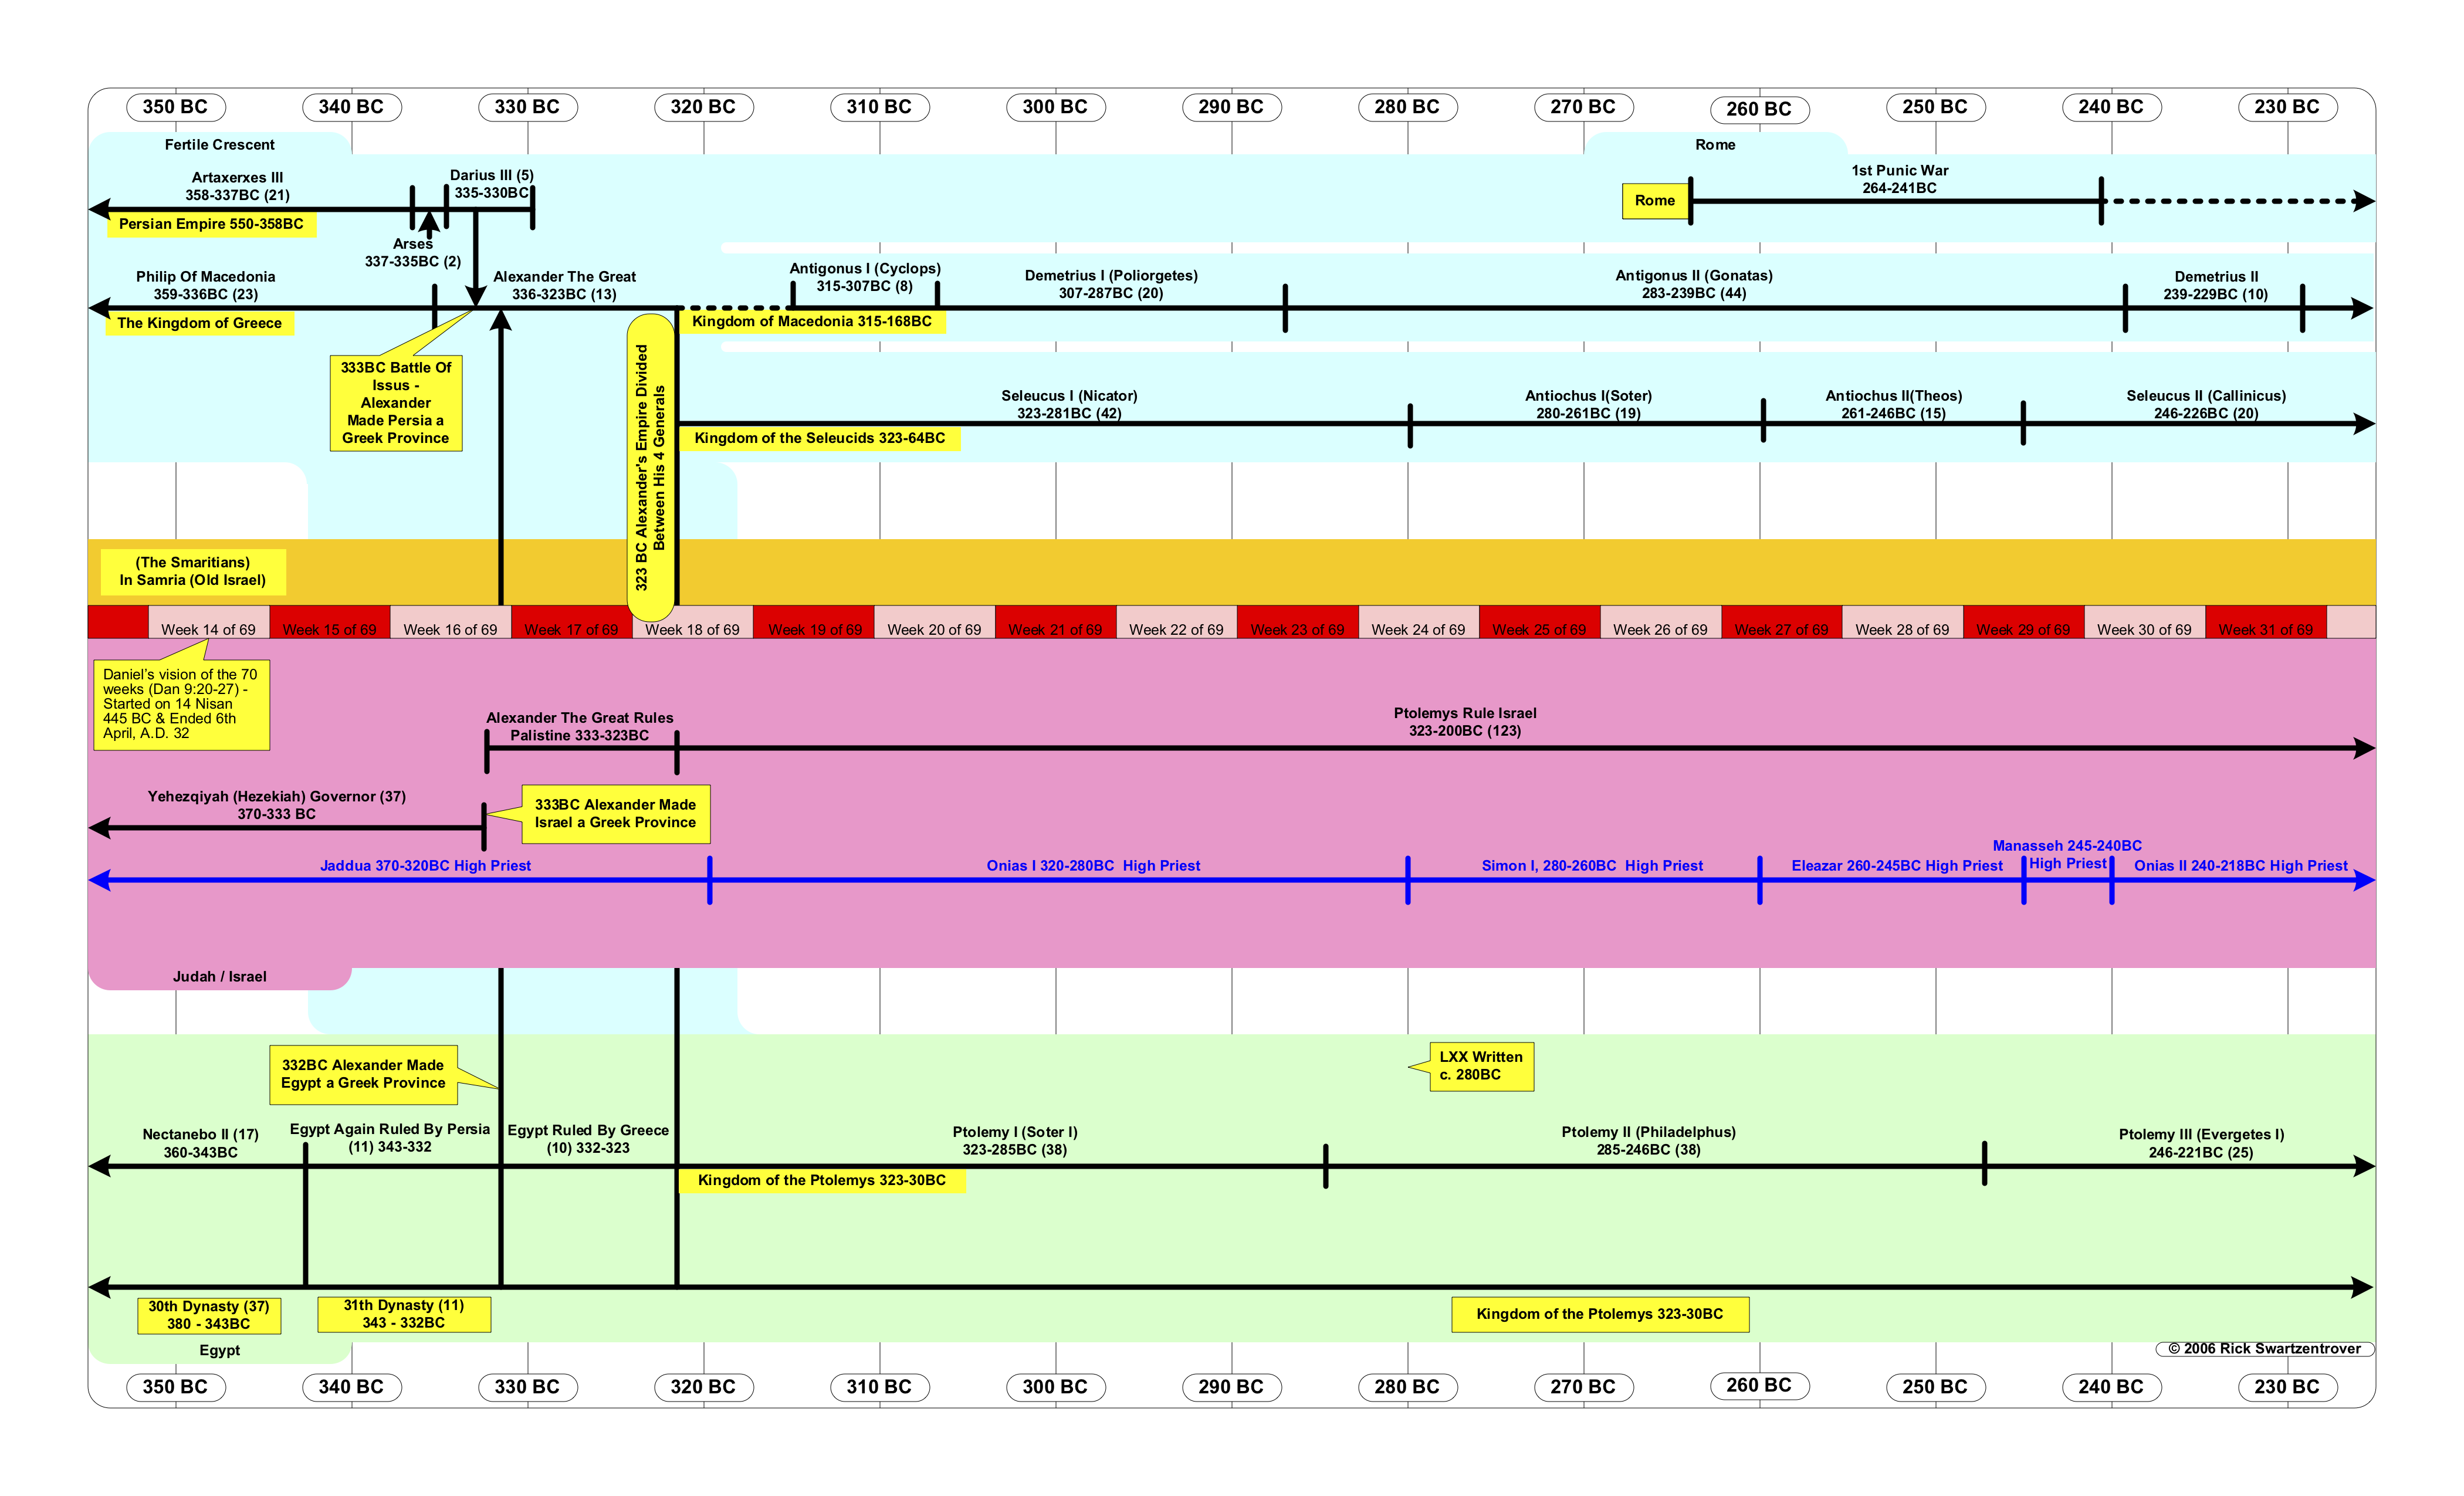 350 BC
340 BC
330 BC
320 BC
310 BC
300 BC
290 BC
280 BC
270 BC
260 BC
250 BC
240 BC
230 BC
Fertile Crescent
Rome
Artaxerxes III
358-337BC (21)
Darius III (5)
335-330BC
Persian Empire 550-358BC
Arses
337-335BC (2)
Rome
1st Punic War
264-241BC
Philip Of Macedonia
359-336BC (23)
Alexander The Great
336-323BC (13)
Antigonus I (Cyclops)
315-307BC (8)
Demetrius I (Poliorgetes)
307-287BC (20)
Antigonus II (Gonatas)
283-239BC (44)
Demetrius II
239-229BC (10)
The Kingdom of Greece
Kingdom of Macedonia 315-168BC
333BC Battle Of
Issus -
Alexander
Made Persia a
Greek Province
323 BC Alexander's Empire Divided
Between His 4 Generals
Seleucus I (Nicator)
323-281BC (42)
Antiochus I(Soter)
280-261BC (19)
Antiochus II(Theos)
261-246BC (15)
Seleucus II (Callinicus)
246-226BC (20)
Kingdom of the Seleucids 323-64BC
(The Smaritians)
In Samria (Old Israel)
Week 14 of 69
Week 15 of 69
Week 16 of 69
Week 17 of 69
Week 18 of 69
Week 19 of 69
Week 20 of 69
Week 21 of 69
Week 22 of 69
Week 23 of 69
Week 24 of 69
Week 25 of 69
Week 26 of 69
Week 27 of 69
Week 28 of 69
Week 29 of 69
Week 30 of 69
Week 31 of 69
Daniel's vision of the 70
weeks (Dan 9:20-27) -
Started on 14 Nisan
445 BC & Ended 6th
April, A.D. 32
Alexander The Great Rules
Palistine 333-323BC
Ptolemys Rule Israel
323-200BC (123)
Yehezqiyah (Hezekiah) Governor (37)
370-333 BC
333BC Alexander Made
Israel a Greek Province
Jaddua 370-320BC High Priest
Onias I 320-280BC  High Priest
Simon I, 280-260BC  High Priest
Eleazar 260-245BC High Priest
Manasseh 245-240BC
High Priest
Onias II 240-218BC High Priest
Judah / Israel
332BC Alexander Made
Egypt a Greek Province
LXX Written
c. 280BC
Nectanebo II (17)
360-343BC
Egypt Again Ruled By Persia
(11) 343-332
Egypt Ruled By Greece
(10) 332-323
Ptolemy I (Soter I)
323-285BC (38)
Ptolemy II (Philadelphus)
285-246BC (38)
Ptolemy III (Evergetes I)
246-221BC (25)
Kingdom of the Ptolemys 323-30BC
30th Dynasty (37)
380 - 343BC
31th Dynasty (11)
343 - 332BC
Kingdom of the Ptolemys 323-30BC
Egypt
© 2006 Rick Swartzentrover
350 BC
340 BC
330 BC
320 BC
310 BC
300 BC
290 BC
280 BC
270 BC
260 BC
250 BC
240 BC
230 BC